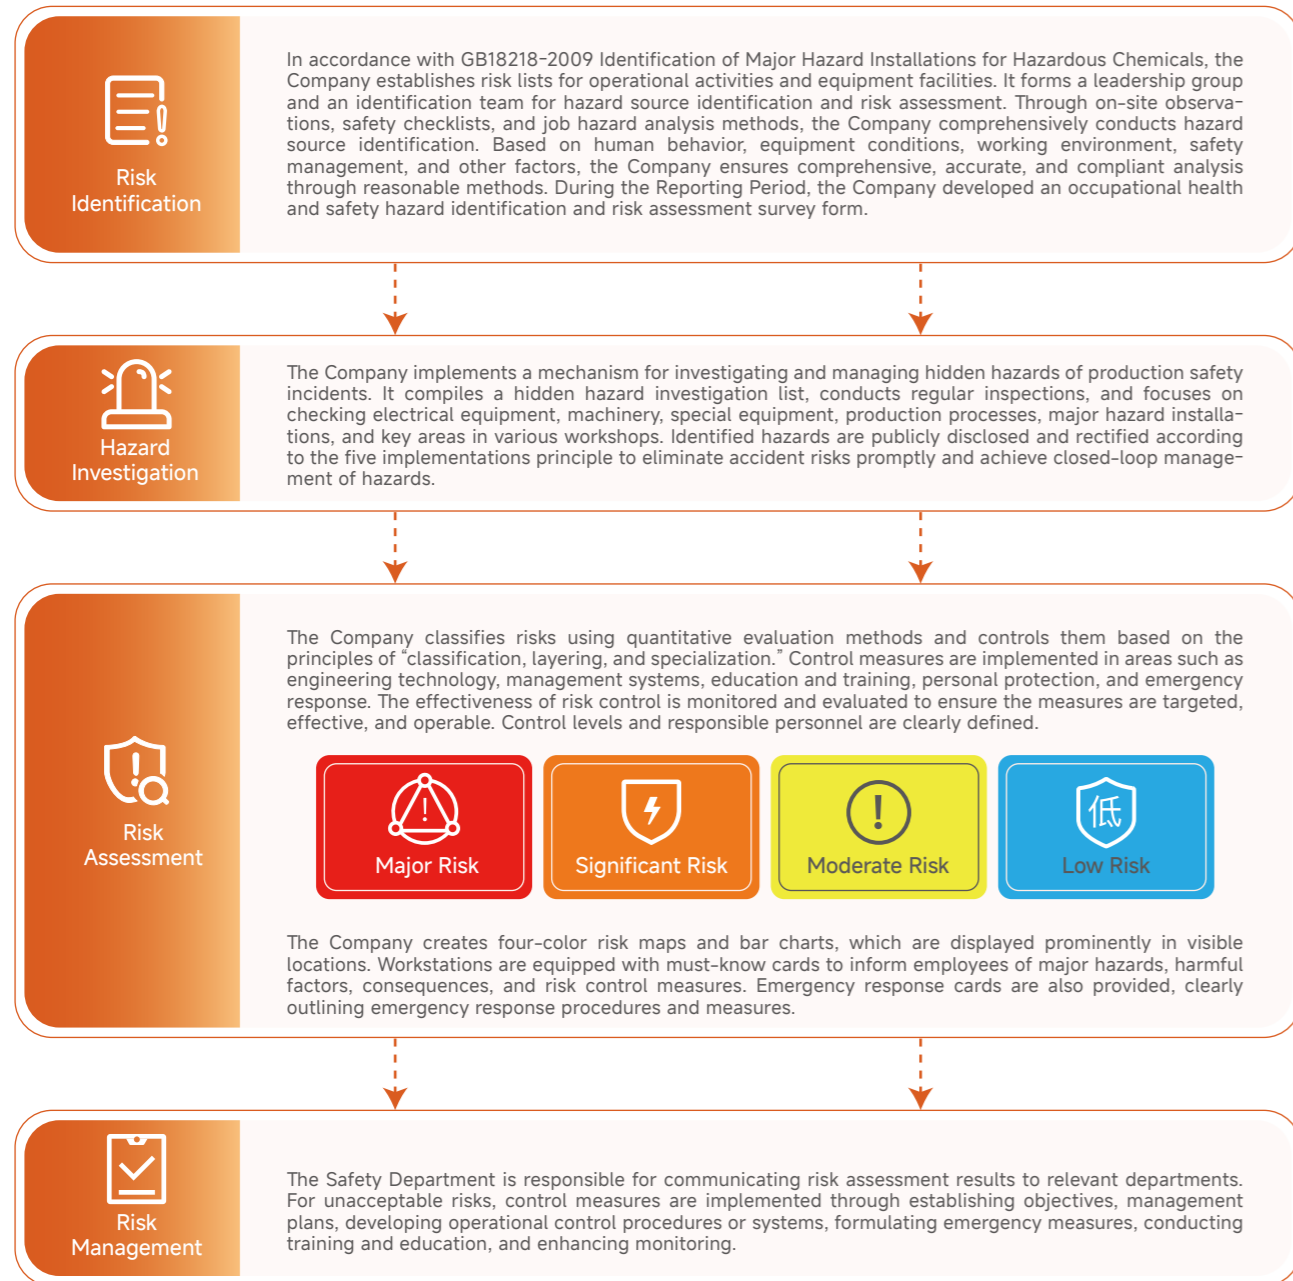 Risk
Identification
In accordance with GB18218-2009 Identification of Major Hazard Installations for Hazardous Chemicals, the
Company establishes risk lists for operational activities and equipment facilities. It forms a leadership group
and an identification team for hazard source identification and risk assessment. Through on-site observa-
tions, safety checklists, and job hazard analysis methods, the Company comprehensively conducts hazard
source identification. Based on human behavior, equipment conditions, working environment, safety
management, and other factors, the Company ensures comprehensive, accurate, and compliant analysis
through reasonable methods. During the Reporting Period, the Company developed an occupational health
and safety hazard identification and risk assessment survey form.
Hazard
Investigation
The Company implements a mechanism for investigating and managing hidden hazards of production safety
incidents. It compiles a hidden hazard investigation list, conducts regular inspections, and focuses on
checking electrical equipment, machinery, special equipment, production processes, major hazard installa-
tions, and key areas in various workshops. Identified hazards are publicly disclosed and rectified according
to the five implementations principle to eliminate accident risks promptly and achieve closed-loop manage-
ment of hazards.
Risk
Assessment
The Company classifies risks using quantitative evaluation methods and controls them based on the
principles of “classification, layering, and specialization.” Control measures are implemented in areas such as
engineering technology, management systems, education and training, personal protection, and emergency
response. The effectiveness of risk control is monitored and evaluated to ensure the measures are targeted,
effective, and operable. Control levels and responsible personnel are clearly defined.
!
Major Risk
Significant Risk
!
Moderate Risk
低
Low Risk
The Company creates four-color risk maps and bar charts, which are displayed prominently in visible
locations. Workstations are equipped with must-know cards to inform employees of major hazards, harmful
factors, consequences, and risk control measures. Emergency response cards are also provided, clearly
outlining emergency response procedures and measures.
Risk
Management
The Safety Department is responsible for communicating risk assessment results to relevant departments.
For unacceptable risks, control measures are implemented through establishing objectives, management
plans, developing operational control procedures or systems, formulating emergency measures, conducting
training and education, and enhancing monitoring.